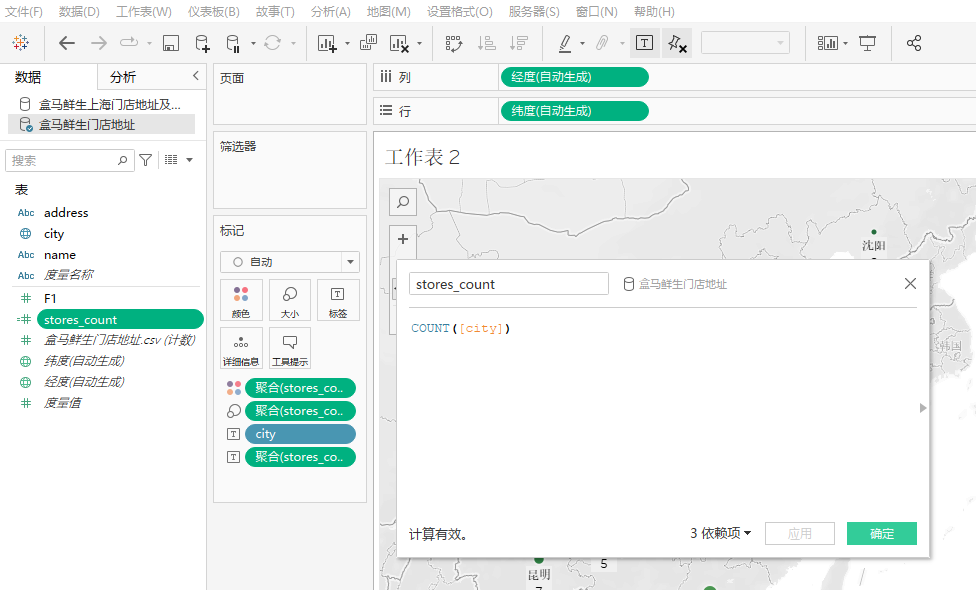 文件(F) 数据(D) 工作表(W) 仪表板(B) 故事(T) 分析(A) 地图(M) 设置格式(O) 服务器(S) 窗口(N) 帮助(H)
数据 分析
盒马鲜生上海门店地址及...
盒马鲜生门店地址
搜索
表
Abc address
city
Abc name
Abc 度量名称
F1
stores_count
盒马鲜生门店地址.csv (计数)
纬度(自动生成)
经度(自动生成)
度量值
页面
筛选器
标记
自动
颜色 大小 标签
详细信息 工具提示
聚合(stores_co..
聚合(stores_co..
city
聚合(stores_co..
列 经度(自动生成)
行 纬度(自动生成)
工作表 2
沈阳
韩国
stores_count 盒马鲜生门店地址
COUNT([city])
计算有效。 3 依赖项 应用 确定
昆明
5